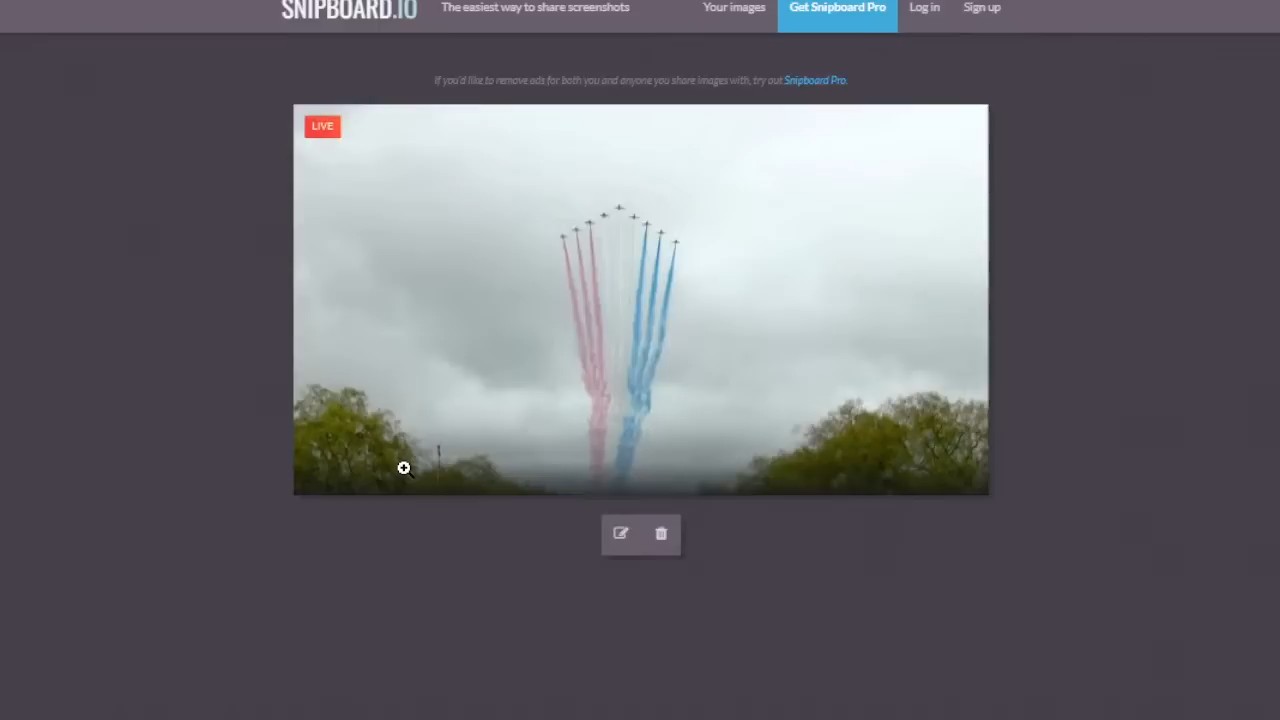 SNIPBOARD.IO The easiest way to share screenshots Your images Get Snipboard Pro Log in Sign up
If you'd like to remove ads for both you and anyone you share images with, try out Snipboard Pro.
LIVE